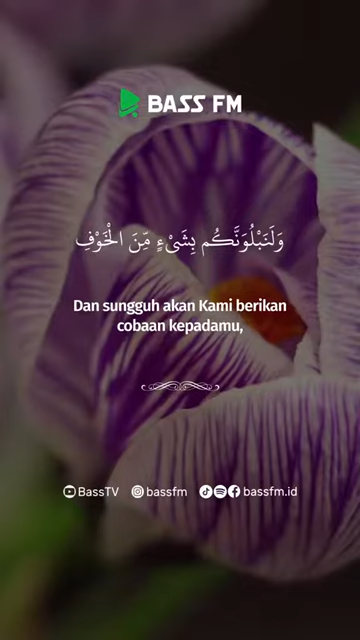 BASS FM
وَلَنَبْلُوَنَّكُم بِشَىْءٍ مِّنَ الْخَوْفِ
Dan sungguh akan Kami berikan
cobaan kepadamu,
BassTV bassfm bassfm.id